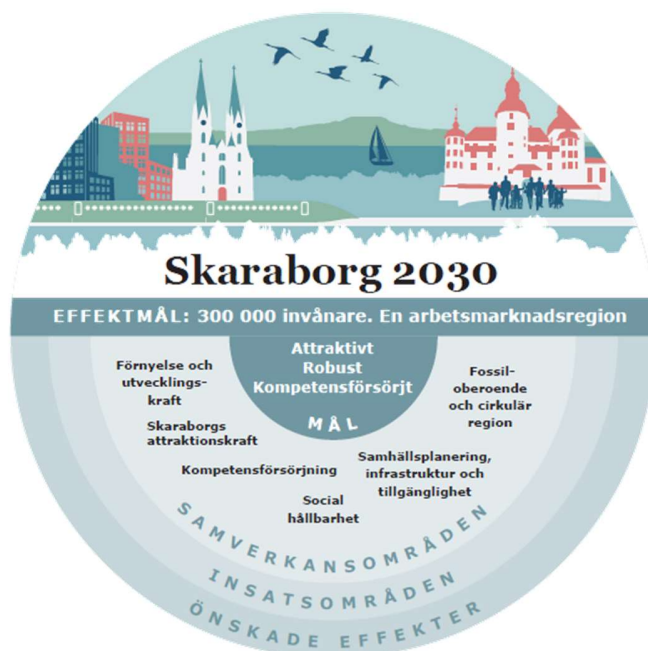 Skaraborg 2030
EFFEKTMÅL: 300 000 invånare. En arbetsmarknadsregion
Attraktivt
Robust
Kompetensförsörjt
MÅL
Förnyelse och
utvecklings-
kraft
Skaraborgs
attraktionskraft
Kompetensförsörjning
Social
hållbarhet
Samhällsplanering,
infrastruktur och
tillgänglighet
Fossil-
oberoende
och cirkulär
region
SAMVERKANSOMRÅDEN
INSATSOMRÅDEN
ÖNSKADE EFFEKTER